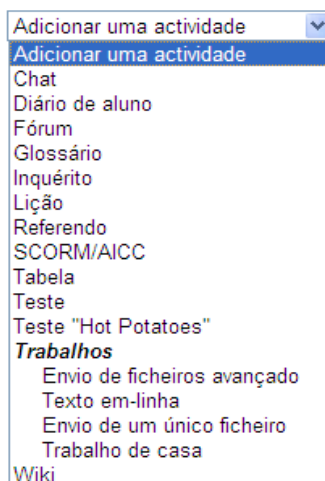 Adicionar uma actividade
Adicionar uma actividade
Chat
Diário de aluno
Fórum
Glossário
Inquérito
Lição
Referendo
SCORM/AICC
Tabela
Teste
Teste "Hot Potatoes"
Trabalhos
Envio de ficheiros avançado
Texto em-linha
Envio de um único ficheiro
Trabalho de casa
Wiki